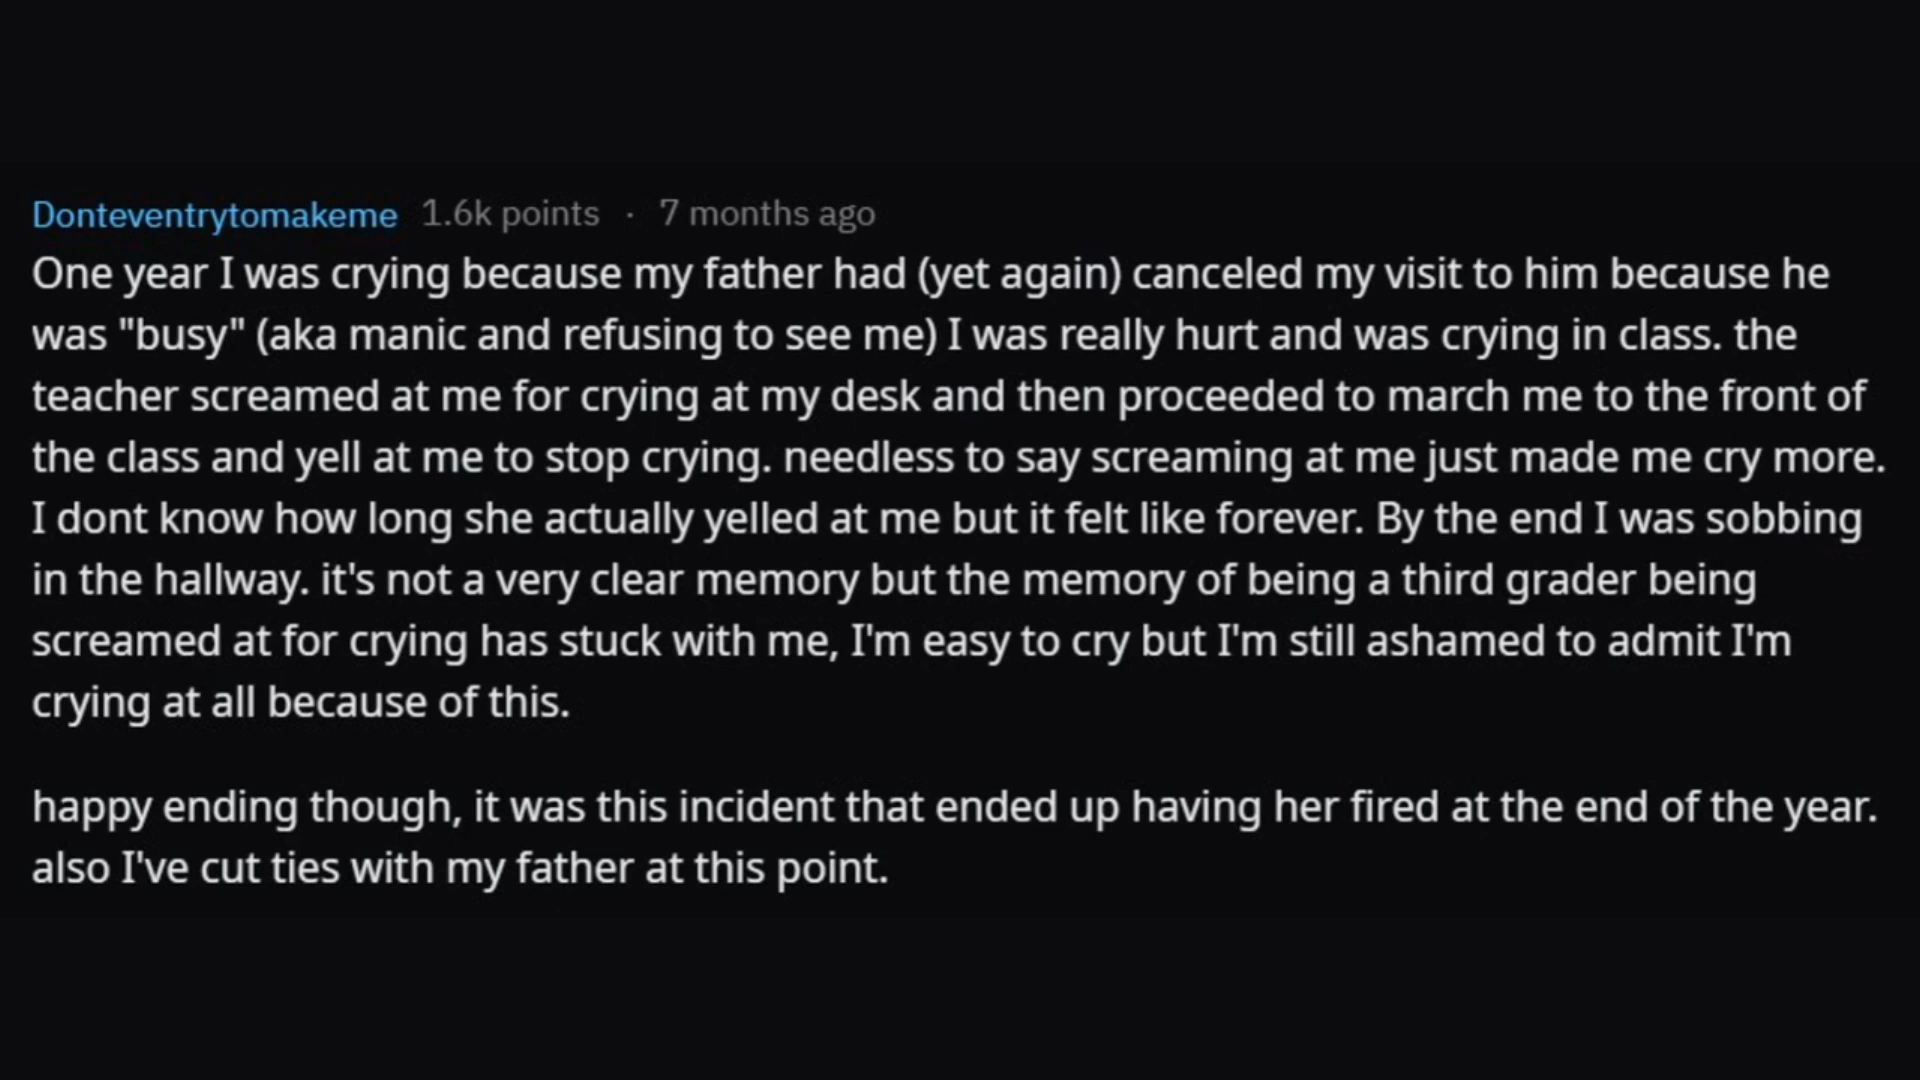 Donteventrytomakeme 1.6k points · 7 months ago
One year I was crying because my father had (yet again) canceled my visit to him because he
was "busy" (aka manic and refusing to see me) I was really hurt and was crying in class. the
teacher screamed at me for crying at my desk and then proceeded to march me to the front of
the class and yell at me to stop crying. needless to say screaming at me just made me cry more.
I dont know how long she actually yelled at me but it felt like forever. By the end I was sobbing
in the hallway. it's not a very clear memory but the memory of being a third grader being
screamed at for crying has stuck with me, I'm easy to cry but I'm still ashamed to admit I'm
crying at all because of this.
happy ending though, it was this incident that ended up having her fired at the end of the year.
also I've cut ties with my father at this point.